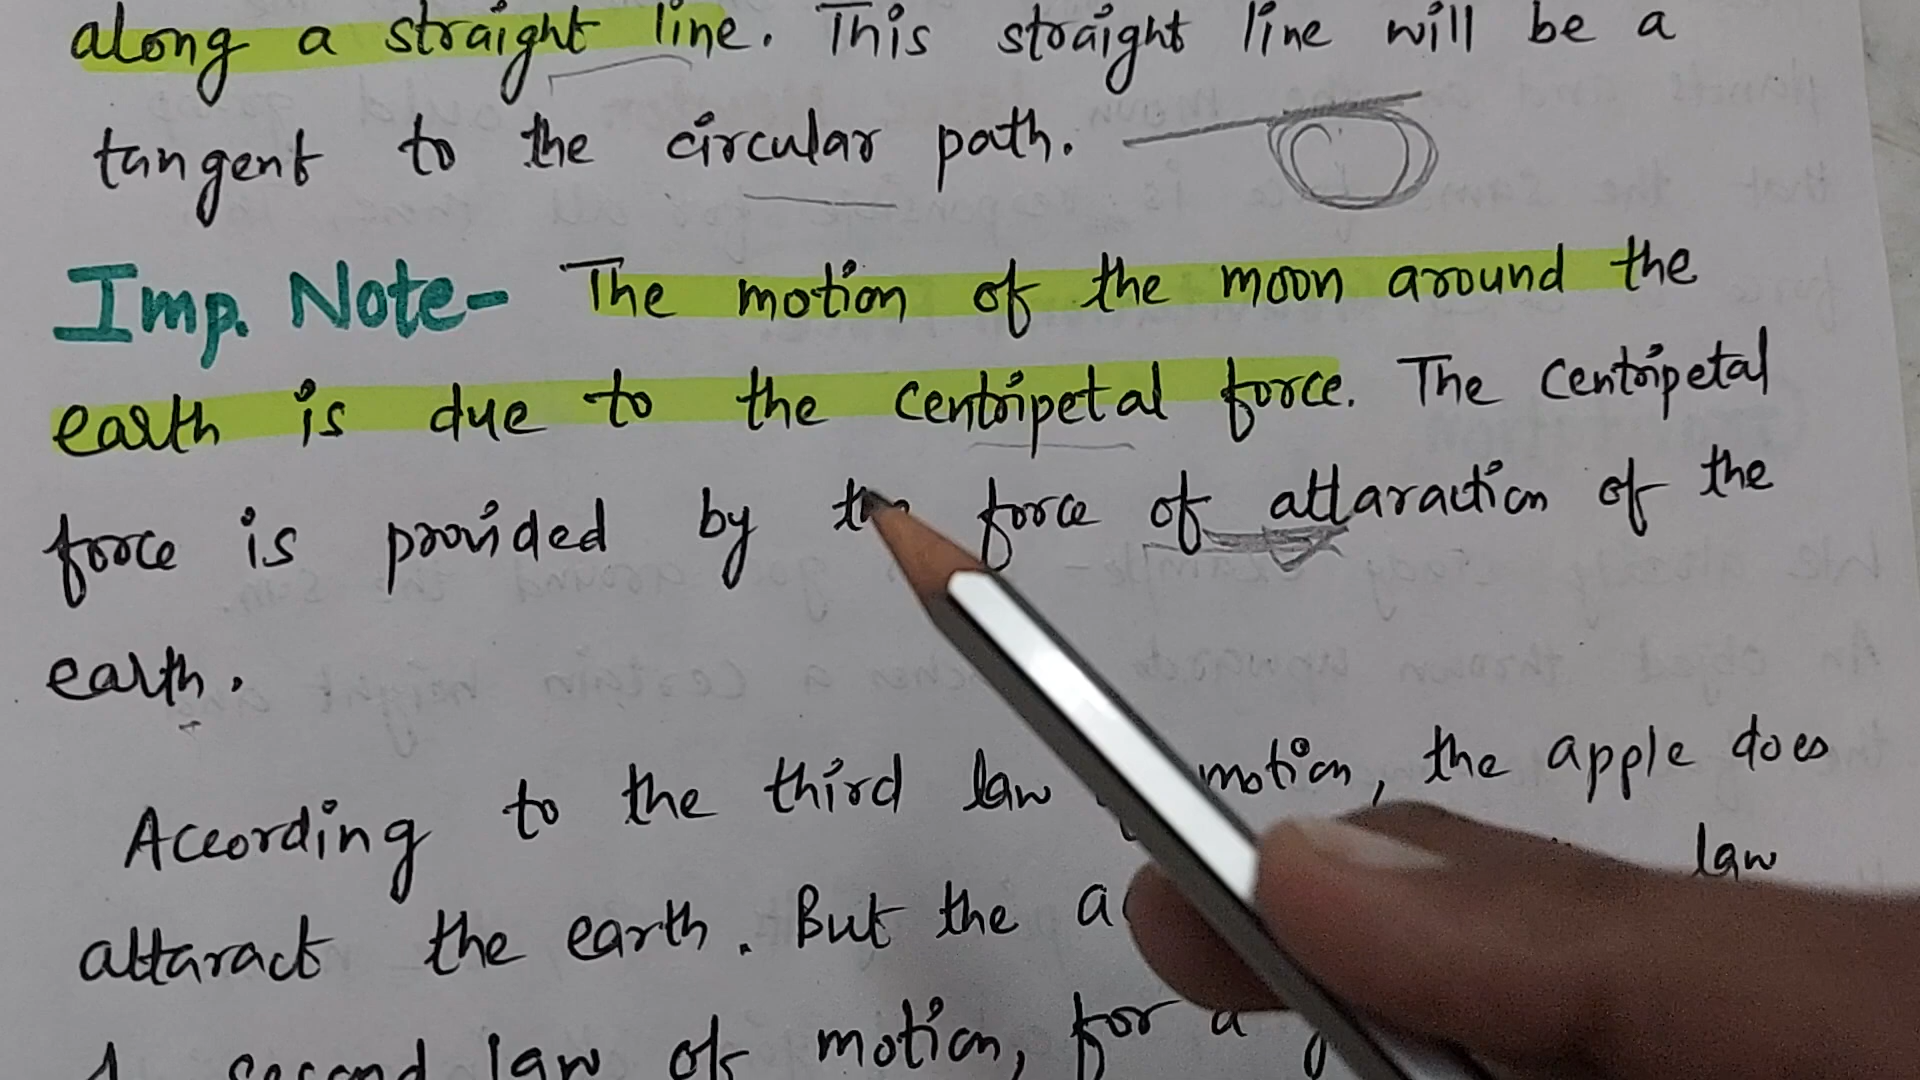 along a straight line. This straight line will be a
tangent to the circular path.
Imp. Note- The motion of the moon around the
earth is due to the centripetal force. The centripetal
force is provided by the force of attaraction of the
earth.
According to the third law motion, the apple does
attaract the earth. But the law
second law of motion, for a